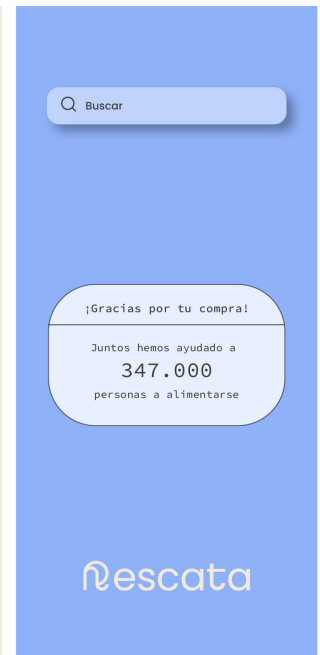 Buscar
¡Gracias por tu compra!
Juntos hemos ayudado a
347.000
personas a alimentarse
Rescata